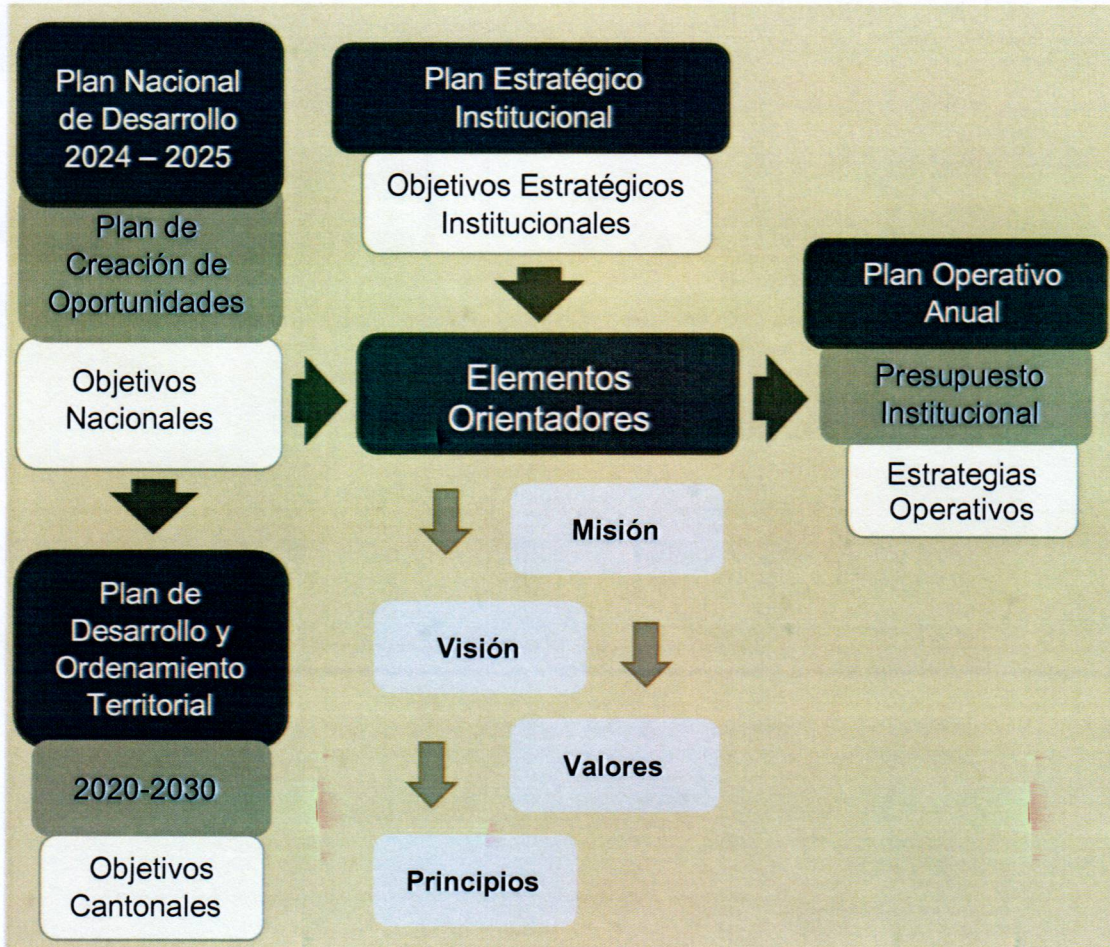 Plan Nacional
de Desarrollo
2024 – 2025
Plan de
Creación de
Oportunidades
Objetivos
Nacionales
Plan de
Desarrollo y
Ordenamiento
Territorial
2020-2030
Objetivos
Cantonales
Plan Estratégico
Institucional
Objetivos Estratégicos
Institucionales
Elementos
Orientadores
Misión
Visión
Valores
Principios
Plan Operativo
Anual
Presupuesto
Institucional
Estrategias
Operativos